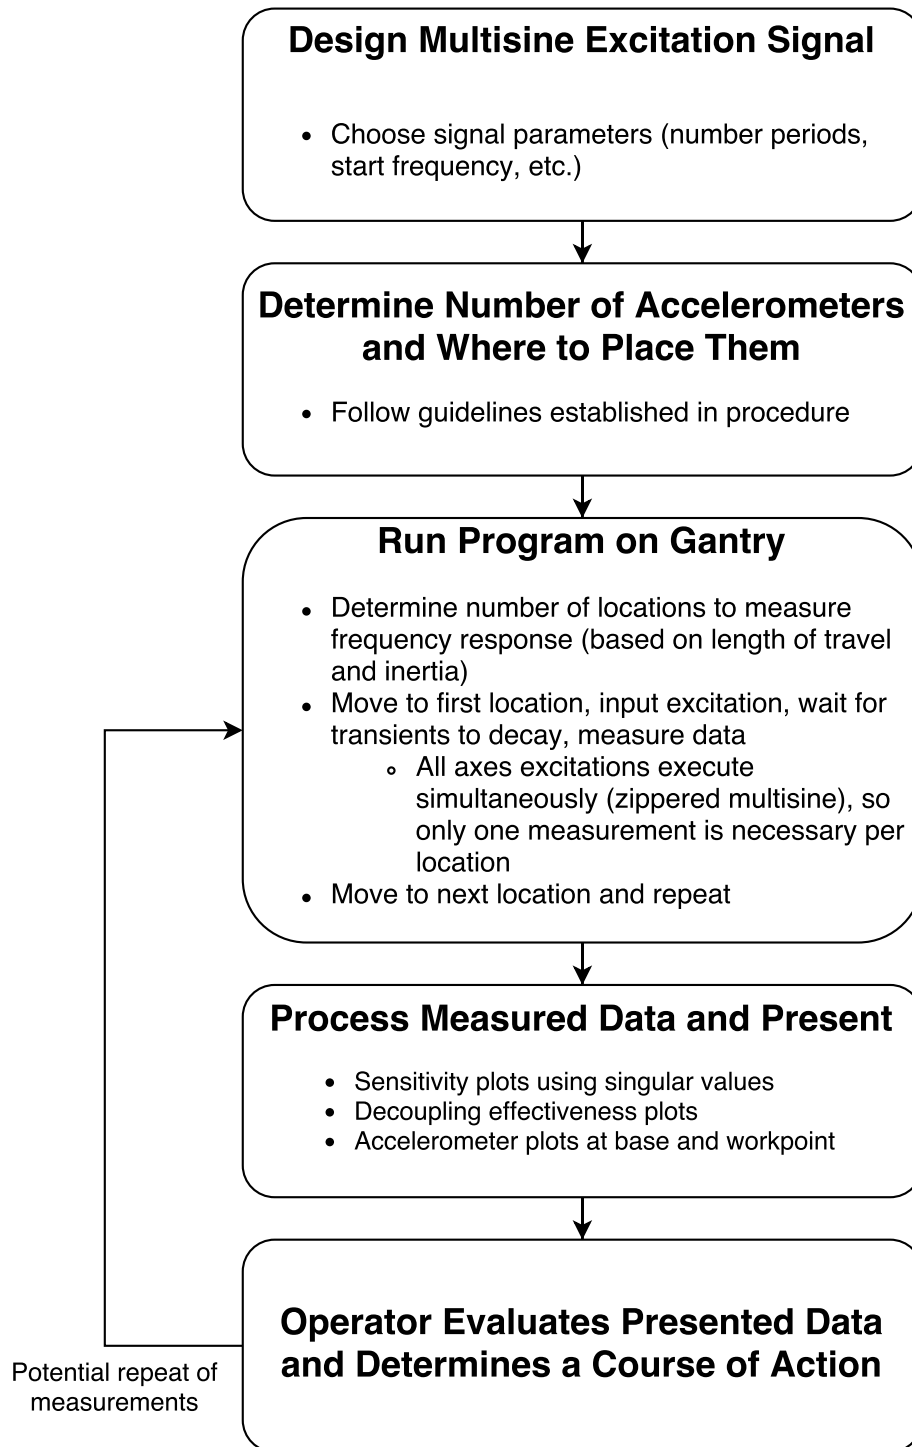 Design Multisine Excitation Signal
• Choose signal parameters (number periods,
start frequency, etc.)
Determine Number of Accelerometers
and Where to Place Them
• Follow guidelines established in procedure
Run Program on Gantry
• Determine number of locations to measure
frequency response (based on length of travel
and inertia)
• Move to first location, input excitation, wait for
transients to decay, measure data
◦ All axes excitations execute
simultaneously (zippered multisine), so
only one measurement is necessary per
location
• Move to next location and repeat
Process Measured Data and Present
• Sensitivity plots using singular values
• Decoupling effectiveness plots
• Accelerometer plots at base and workpoint
Operator Evaluates Presented Data
and Determines a Course of Action
Potential repeat of
measurements